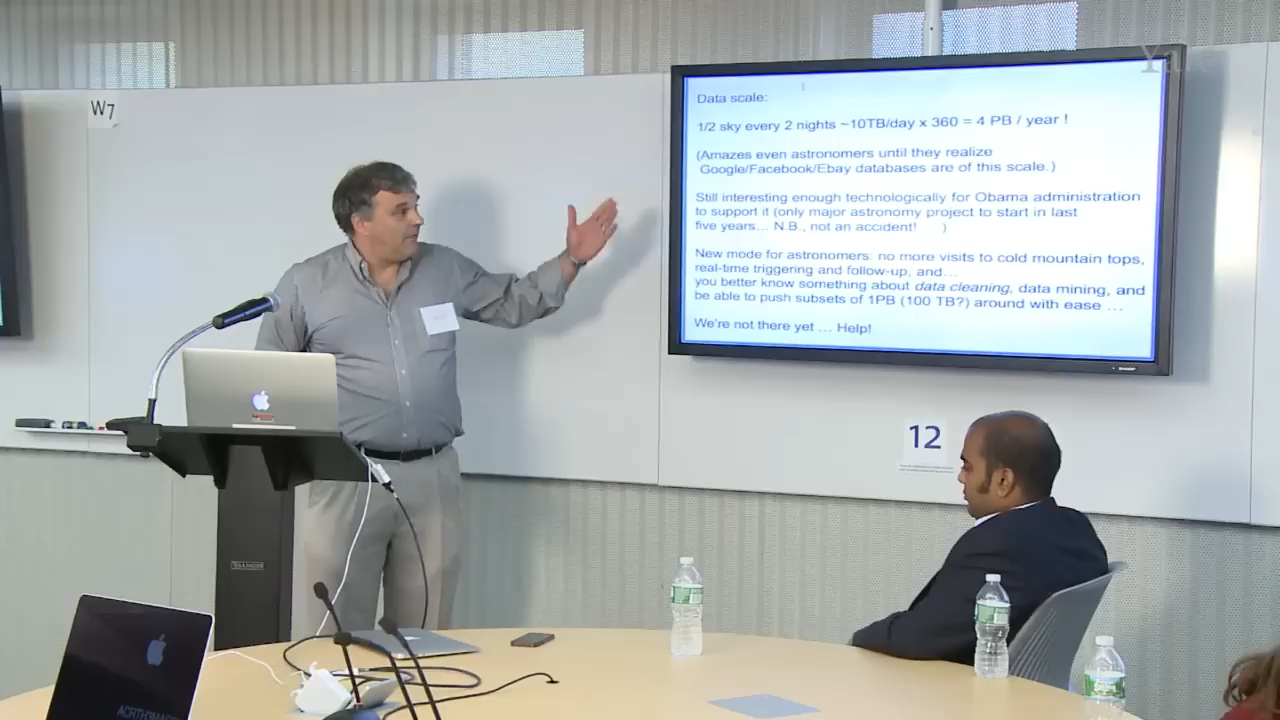 W7
Yale
Data scale:
1/2 sky every 2 nights ~10TB/day x 360 = 4 PB / year !
(Amazes even astronomers until they realize
Google/Facebook/Ebay databases are of this scale.)
Still interesting enough technologically for Obama administration
to support it (only major astronomy project to start in last
five years... N.B., not an accident! )
New mode for astronomers: no more visits to cold mountain tops,
real-time triggering and follow-up, and...
you better know something about data cleaning, data mining, and
be able to push subsets of 1PB (100 TB?) around with ease ...
We're not there yet ... Help!
SHARP
12